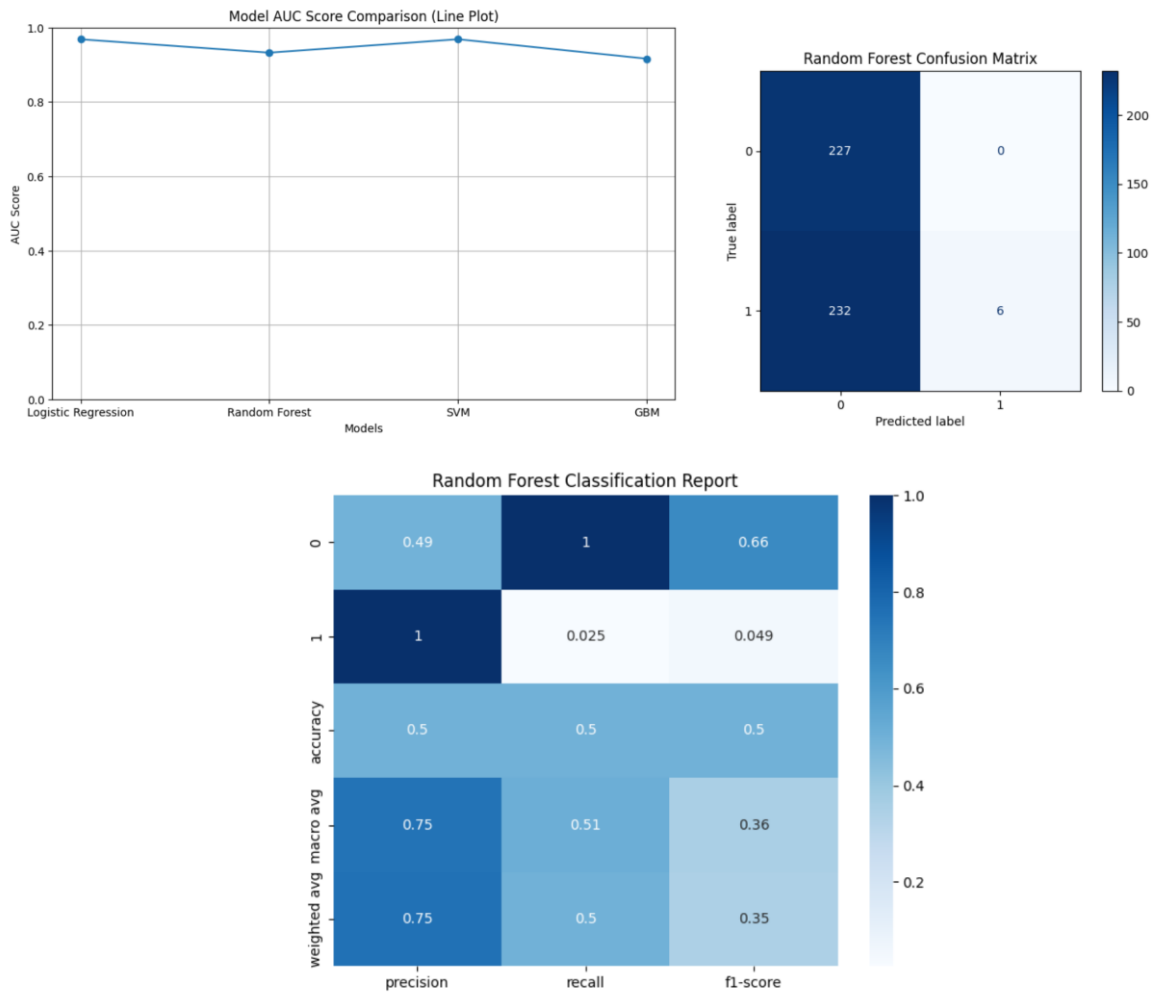 Model AUC Score Comparison (Line Plot)
1.0
0.8
0.6
0.4
0.2
0.0
AUC Score
Logistic Regression Random Forest SVM GBM
Models
Random Forest Confusion Matrix
0 227 0
1 232 6
True label
0 1
Predicted label
200
150
100
50
0
Random Forest Classification Report
0 0.49 1 0.66
1 1 0.025 0.049
accuracy 0.5 0.5 0.5
macro avg 0.75 0.51 0.36
weighted avg 0.75 0.5 0.35
precision recall f1-score
1.0
0.8
0.6
0.4
0.2